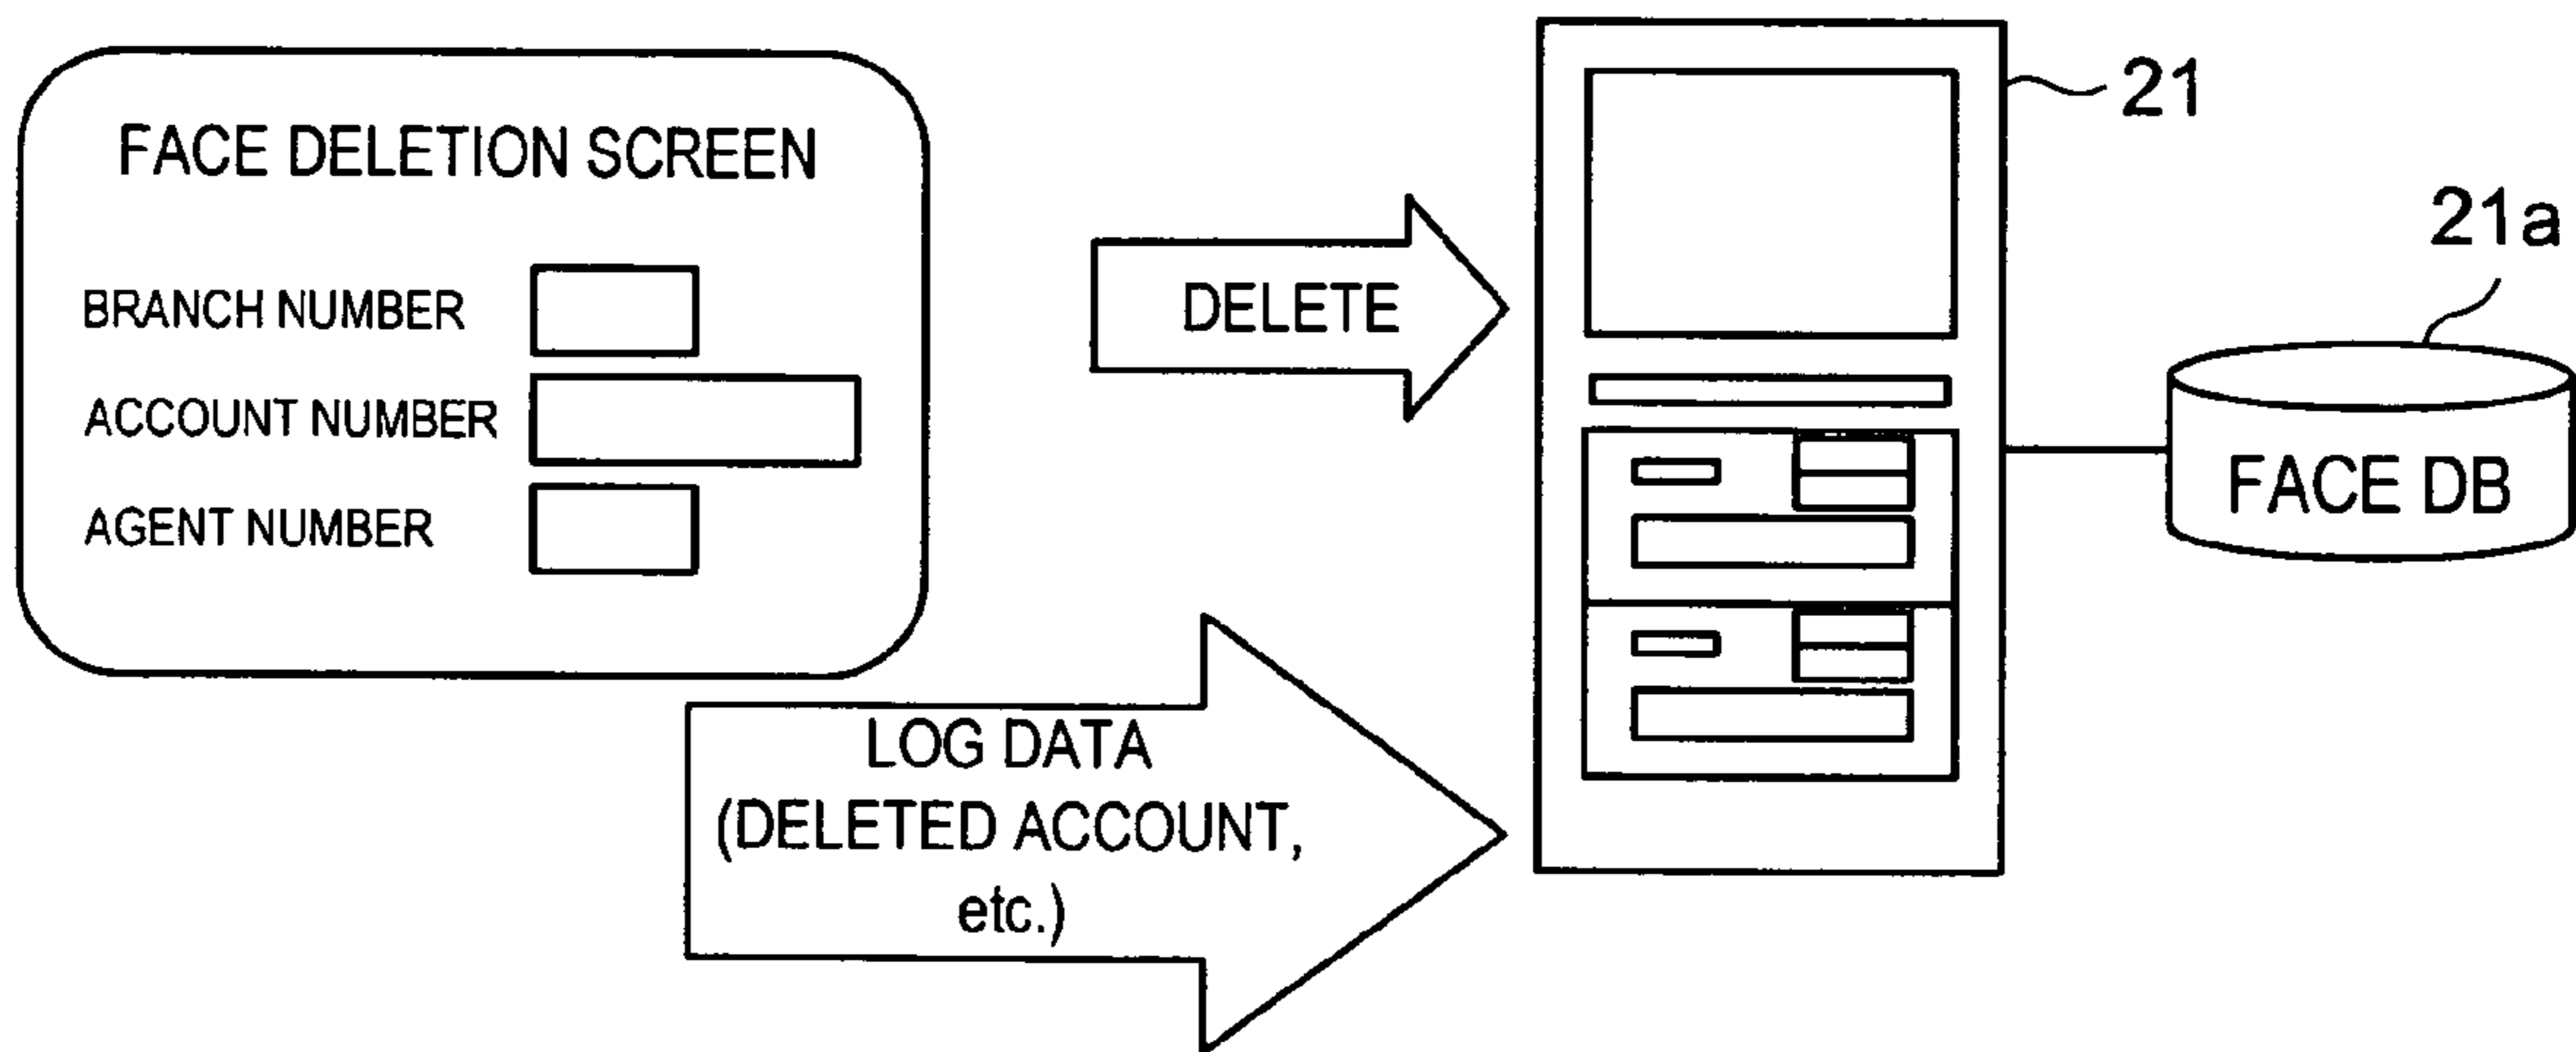 FACE DELETION SCREEN
BRANCH NUMBER
ACCOUNT NUMBER
AGENT NUMBER
DELETE
LOG DATA
(DELETED ACCOUNT,
etc.)
21
21a
FACE DB